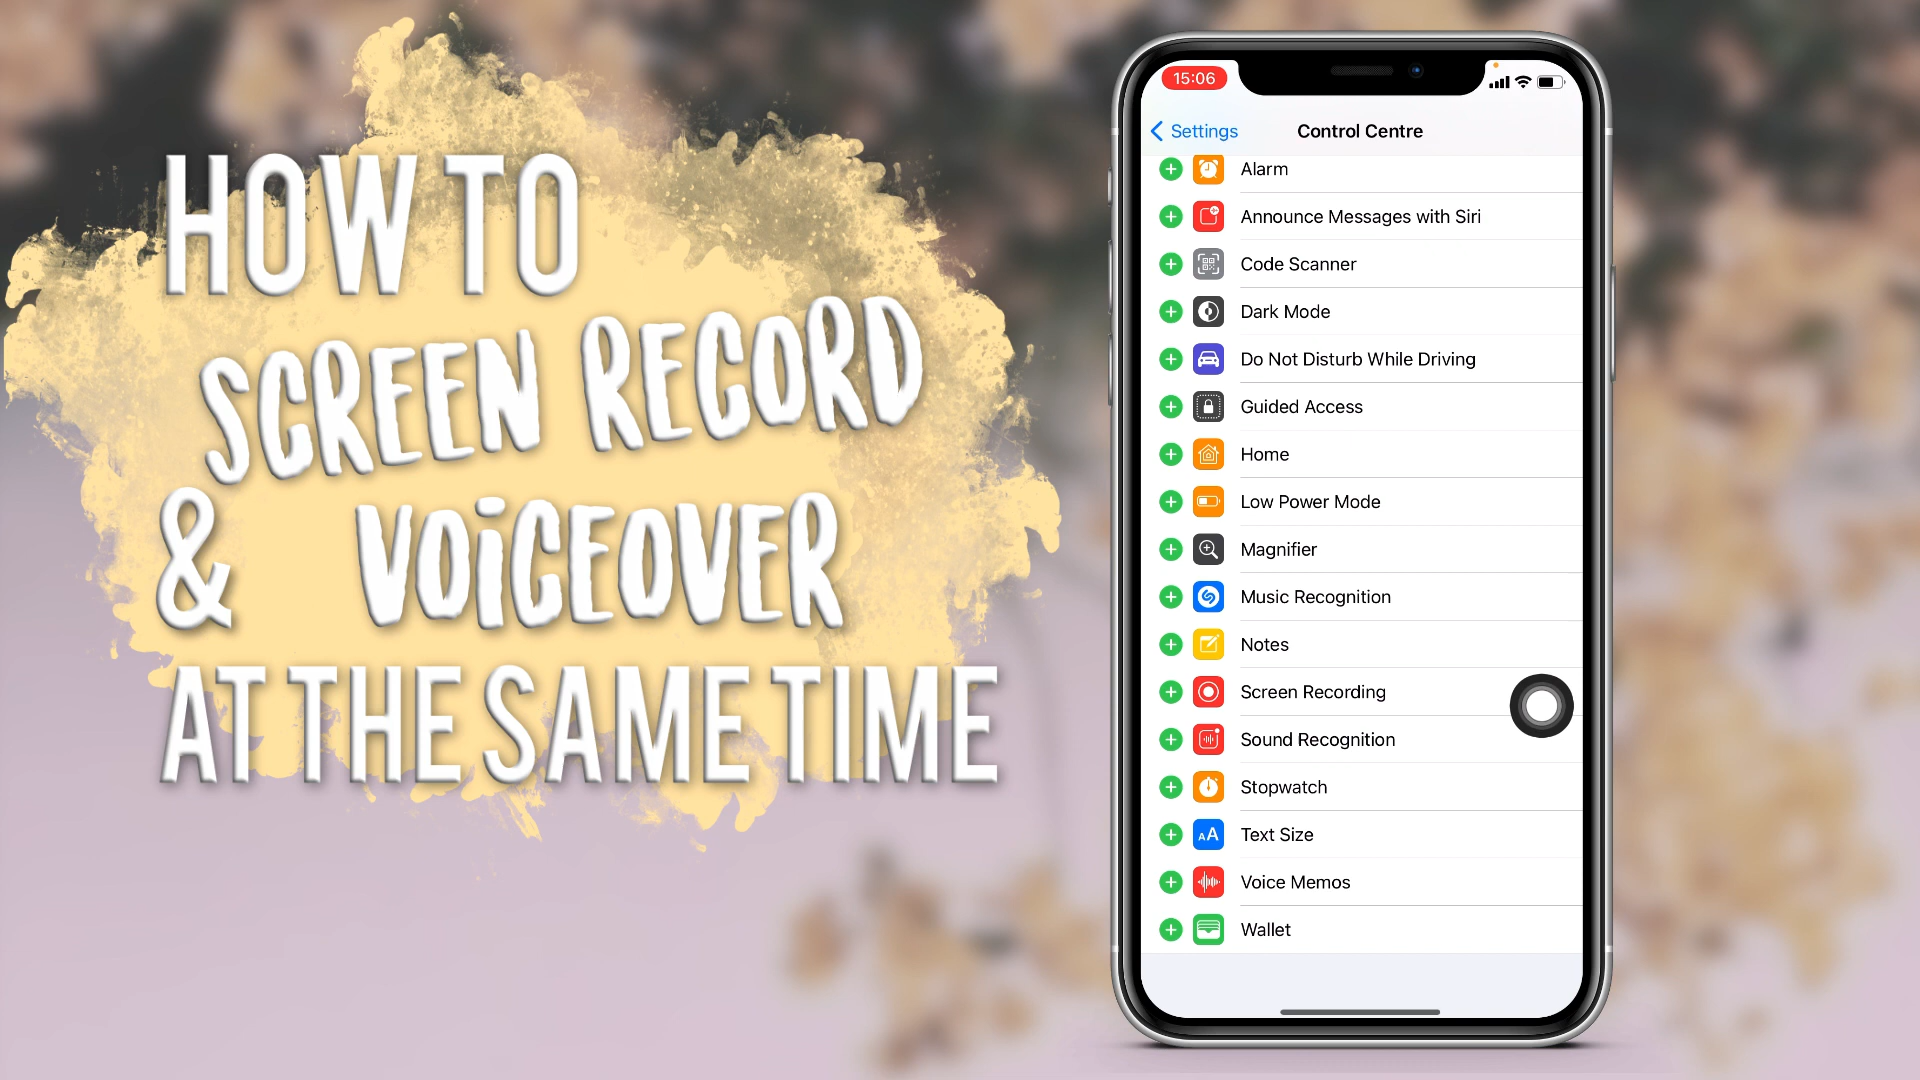 HOW TO
SCREEN RECORD
& VOiCEOVER
AT THE SAME TIME
15:06
Settings
Control Centre
Alarm
Announce Messages with Siri
Code Scanner
Dark Mode
Do Not Disturb While Driving
Guided Access
Home
Low Power Mode
Magnifier
Music Recognition
Notes
Screen Recording
Sound Recognition
Stopwatch
AA Text Size
Voice Memos
Wallet